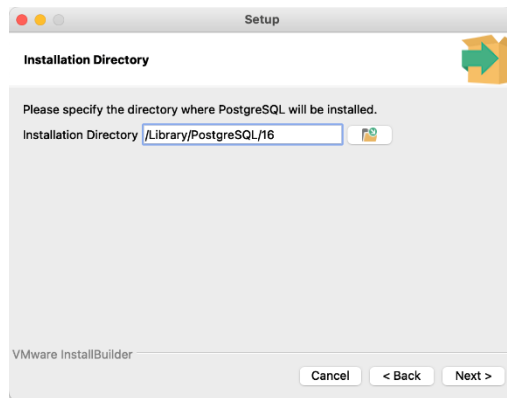 Setup
Installation Directory
Please specify the directory where PostgreSQL will be installed.
Installation Directory /Library/PostgreSQL/16
VMware InstallBuilder
Cancel < Back Next >